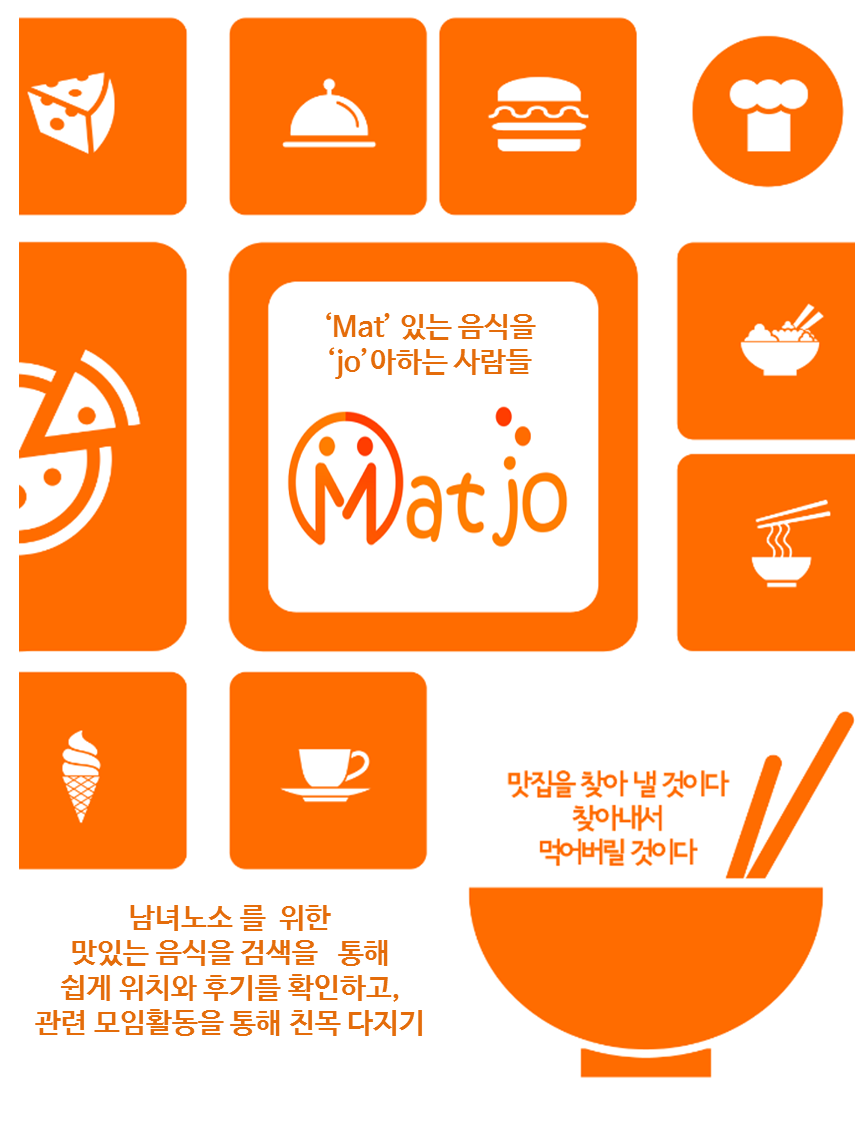 ‘Mat’ 있는 음식을
‘jo’아하는 사람들
Matjo
맛집을 찾아 낼 것이다
찾아내서
먹어버릴 것이다
남녀노소 를 위한
맛있는 음식을 검색을 통해
쉽게 위치와 후기를 확인하고,
관련 모임활동을 통해 친목 다지기